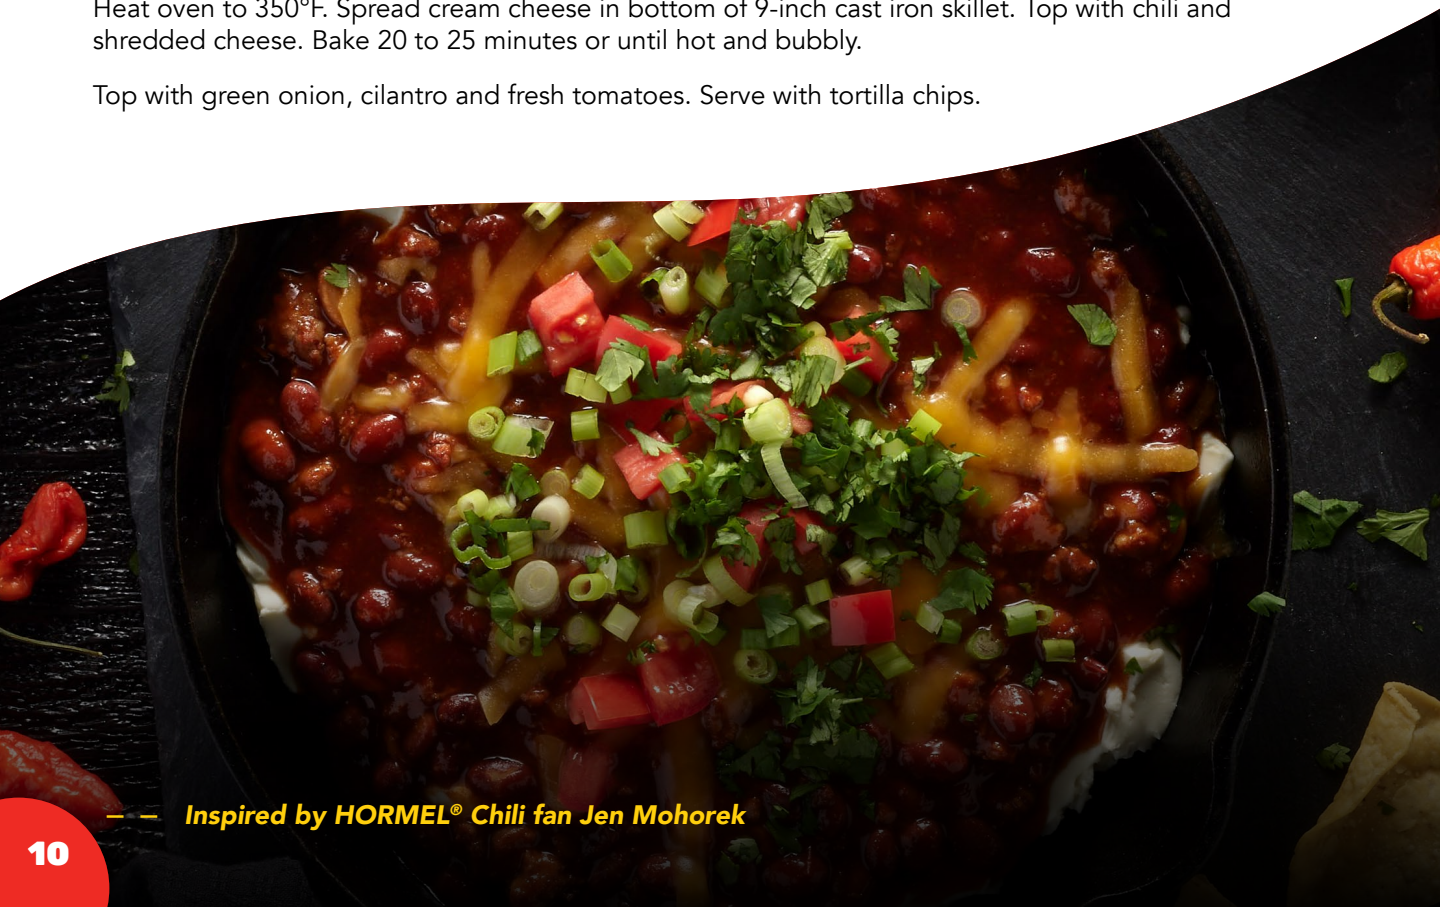 Heat oven to 350°F. Spread cream cheese in bottom of 9-inch cast iron skillet. Top with chili and
shredded cheese. Bake 20 to 25 minutes or until hot and bubbly.
Top with green onion, cilantro and fresh tomatoes. Serve with tortilla chips.
Inspired by HORMEL® Chili fan Jen Mohorek
10